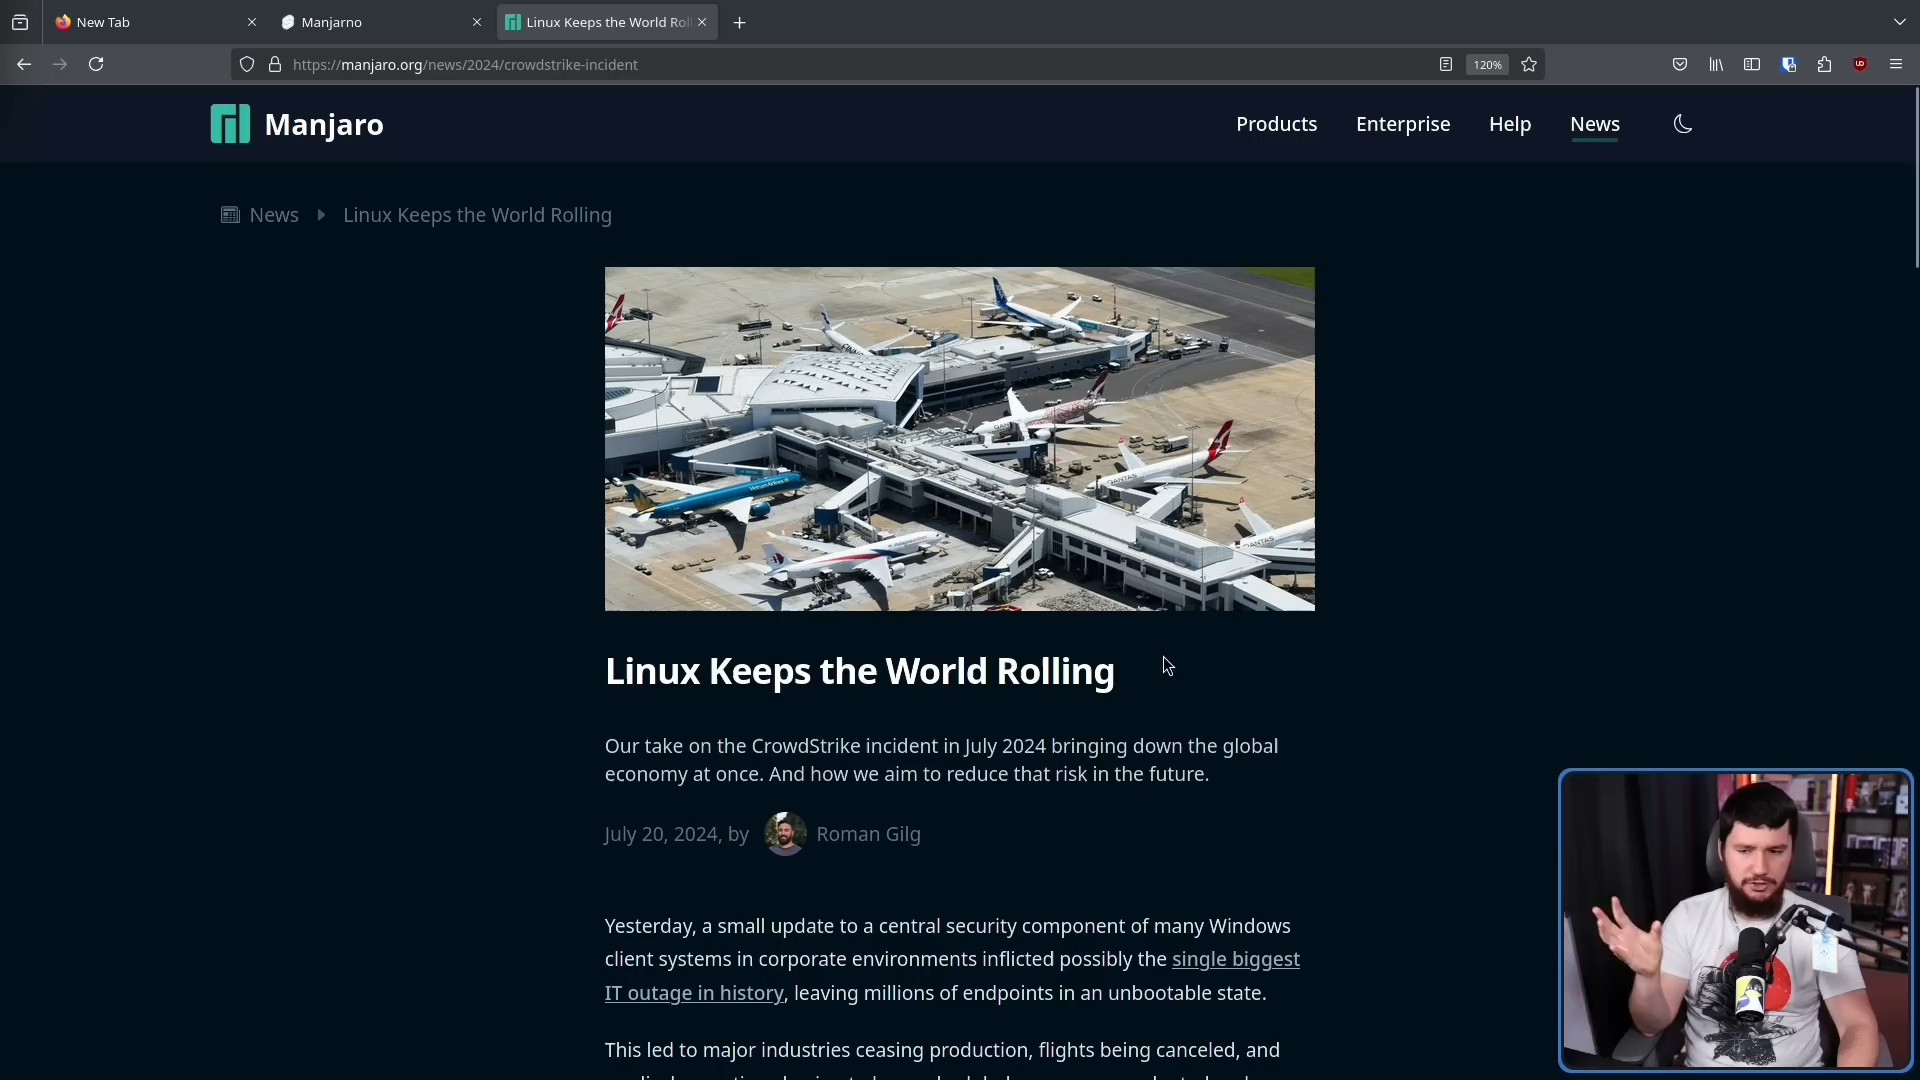 New Tab
Manjarno
Linux Keeps the World Rol
https://manjaro.org/news/2024/crowdstrike-incident
120%
Manjaro
Products
Enterprise
Help
News
News
Linux Keeps the World Rolling
Linux Keeps the World Rolling
Our take on the CrowdStrike incident in July 2024 bringing down the global
economy at once. And how we aim to reduce that risk in the future.
July 20, 2024, by
Roman Gilg
Yesterday, a small update to a central security component of many Windows
client systems in corporate environments inflicted possibly the single biggest
IT outage in history, leaving millions of endpoints in an unbootable state.
This led to major industries ceasing production, flights being canceled, and